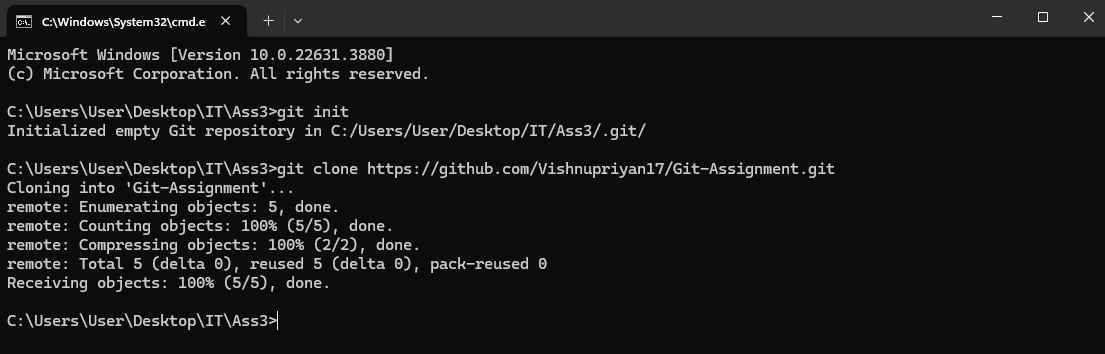 C:\Windows\System32\cmd.e
Microsoft Windows [Version 10.0.22631.3880]
(c) Microsoft Corporation. All rights reserved.
C:\Users\User\Desktop\IT\Ass3>git init
Initialized empty Git repository in C:/Users/User/Desktop/IT/Ass3/.git/
C:\Users\User\Desktop\IT\Ass3>git clone https://github.com/Vishnupriyan17/Git-Assignment.git
Cloning into 'Git-Assignment'...
remote: Enumerating objects: 5, done.
remote: Counting objects: 100% (5/5), done.
remote: Compressing objects: 100% (2/2), done.
remote: Total 5 (delta 0), reused 5 (delta 0), pack-reused 0
Receiving objects: 100% (5/5), done.
C:\Users\User\Desktop\IT\Ass3>